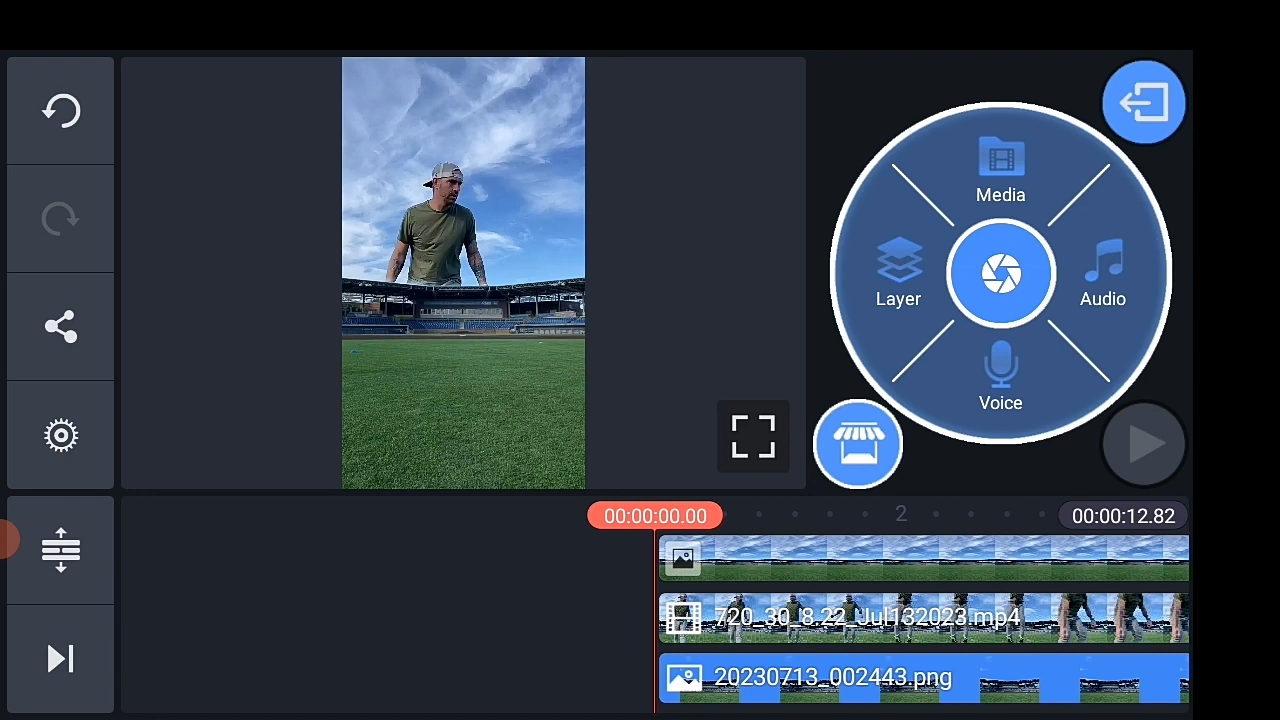 Media
Layer
Audio
Voice
00:00:00.00
2
00:00:12.82
720_30_8.22_Jul132023.mp4
20230713_002443.png